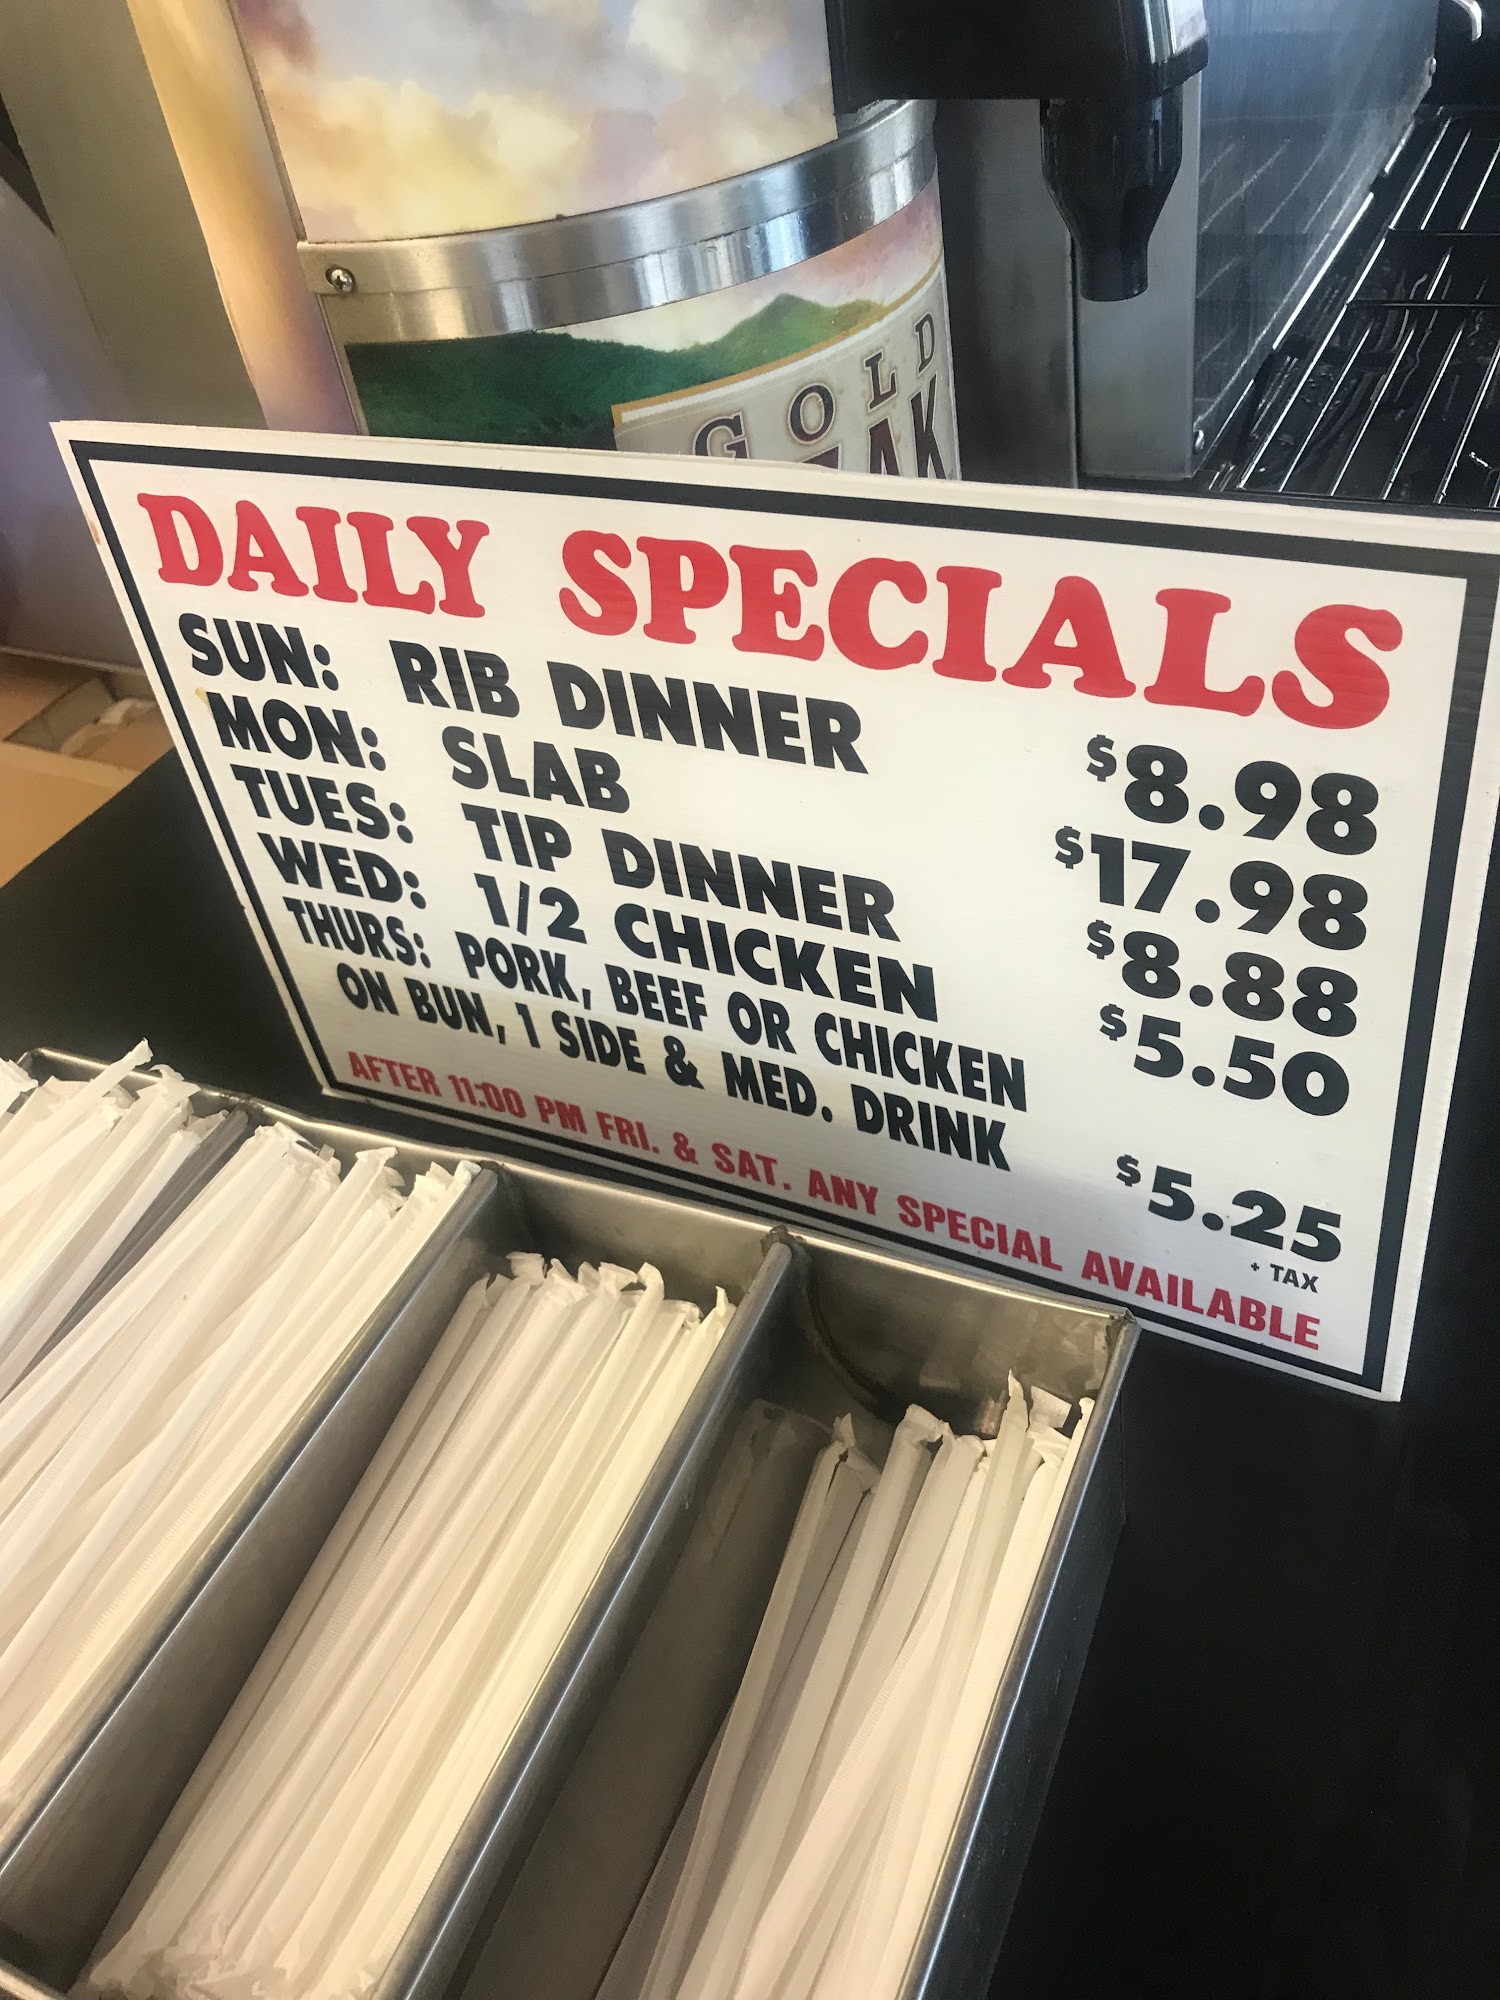 GOLD
DAILY SPECIALS
SUN: RIB DINNER $8.98
MON: SLAB $17.98
TUES: TIP DINNER $8.88
WED: 1/2 CHICKEN $5.50
THURS: PORK, BEEF OR CHICKEN
ON BUN, 1 SIDE & MED. DRINK $5.25
+ TAX
AFTER 11:00 PM FRI. & SAT. ANY SPECIAL AVAILABLE